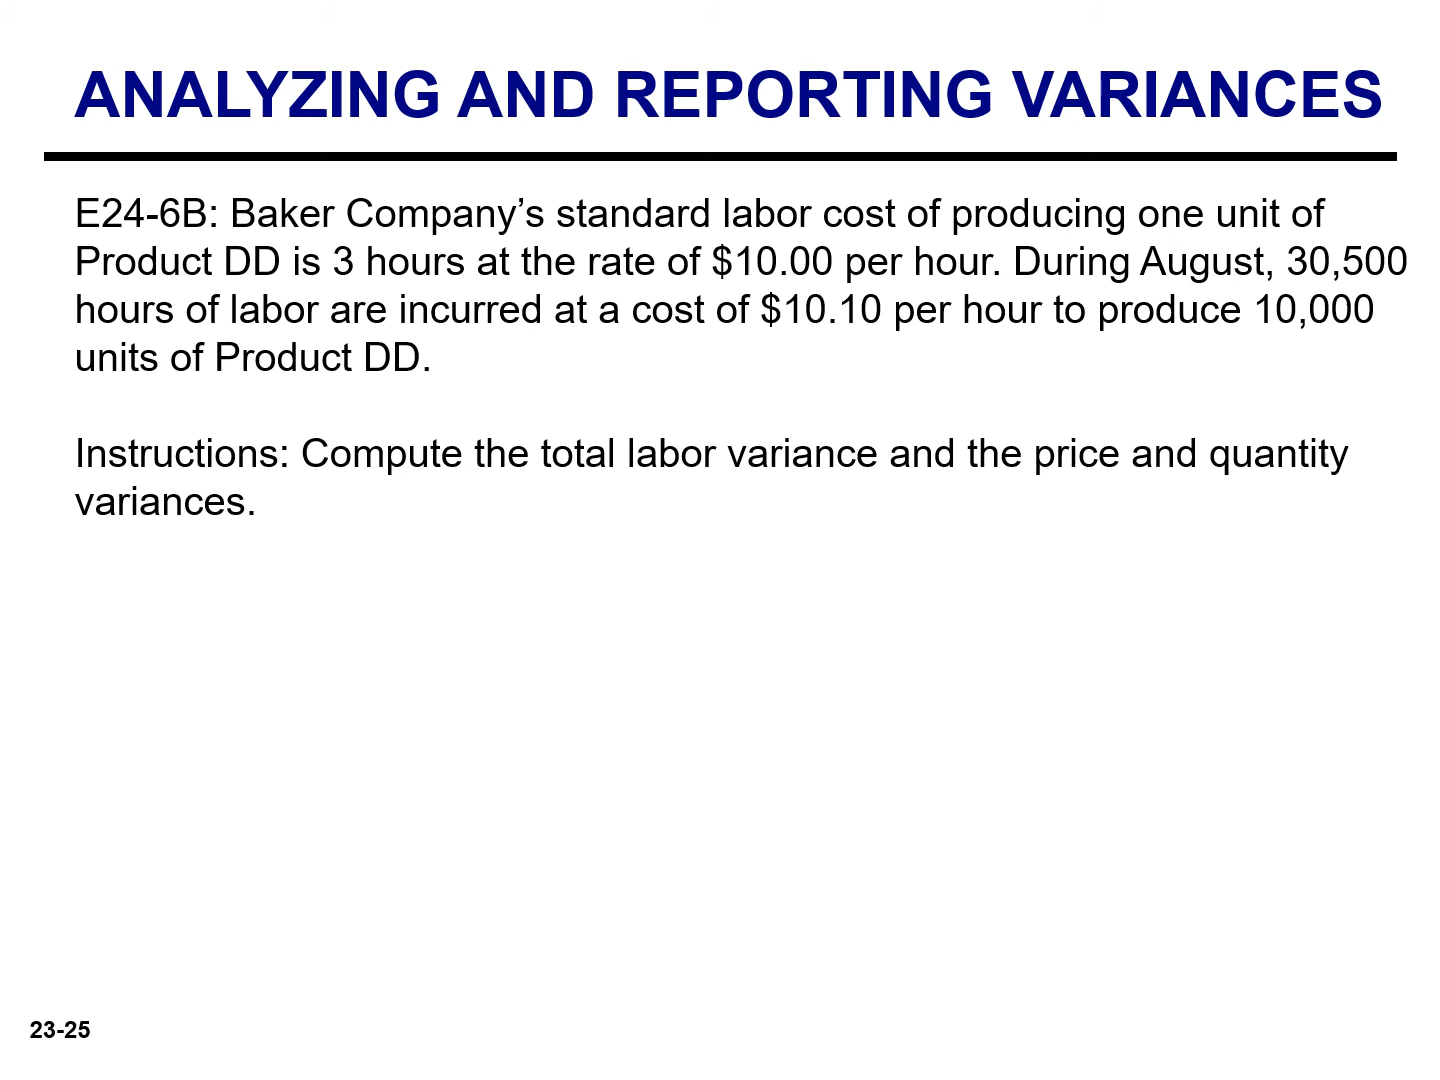 ANALYZING AND REPORTING VARIANCES
E24-6B: Baker Company’s standard labor cost of producing one unit of
Product DD is 3 hours at the rate of $10.00 per hour. During August, 30,500
hours of labor are incurred at a cost of $10.10 per hour to produce 10,000
units of Product DD.
Instructions: Compute the total labor variance and the price and quantity
variances.
23-25